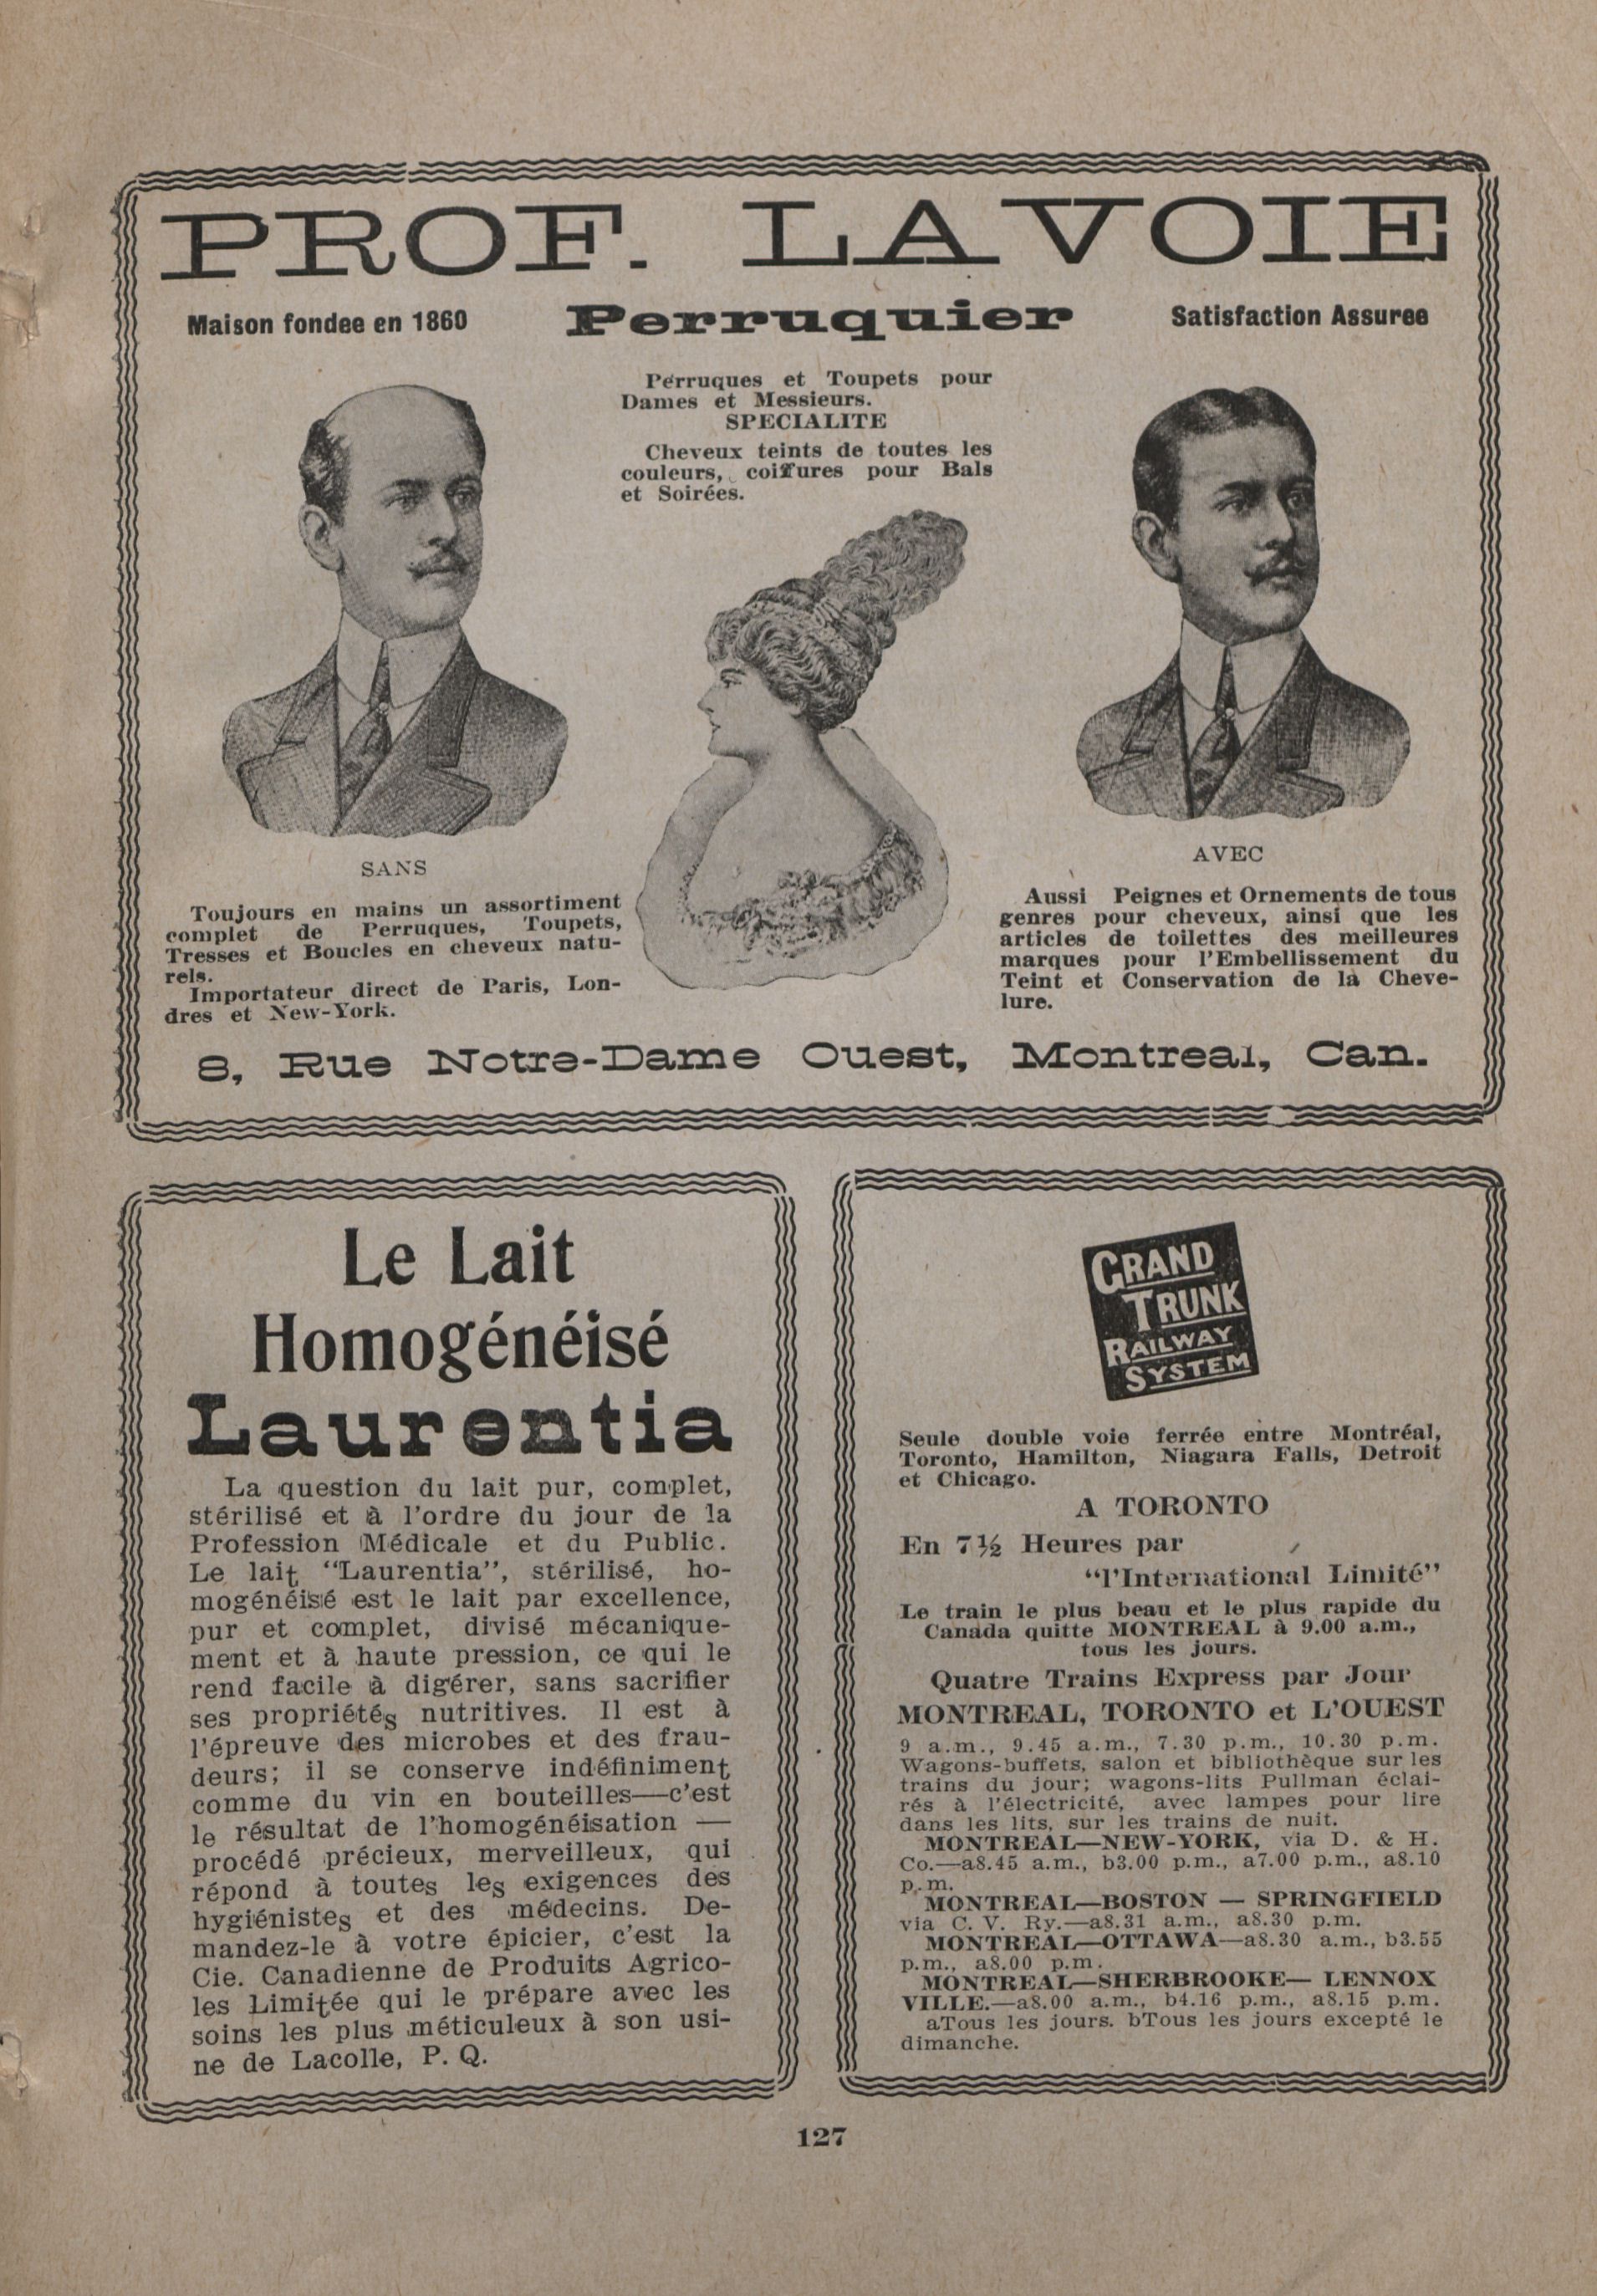 PROF. LAVOIE
Maison fondee en 1860
Perruquier
Satisfaction Assuree
Perruques et Toupets pour
Dames et Messieurs.
SPECIALITE
Cheveux teints de toutes les
couleurs, coiffures pour Bals
et Soirées.
SANS
Toujours en mains un assortiment
complet de Perruques, Toupets,
Tresses et Boucles en cheveux natu-
rels.
Importateur direct de Paris, Lon-
dres et New-York.
AVEC
Aussi Peignes et Ornements de tous
genres pour cheveux, ainsi que les
articles de toilettes des meilleures
marques pour l'Embellissement du
Teint et Conservation de la Cheve-
lure.
8, Rue Notre-Dame Ouest, Montreal, Can.
Le Lait
Homogénéisé
Laurentia
La question du lait pur, complet,
stérilisé et à l'ordre du jour de la
Profession Médicale et du Public.
Le lait "Laurentia", stérilisé, ho-
mogénéisé est le lait par excellence,
pur et complet, divisé mécanique-
ment et à haute pression, ce qui le
rend facile à digérer, sans sacrifier
ses propriétés nutritives. Il est à
l'épreuve des microbes et des frau-
deurs; il se conserve indéfiniment
comme du vin en bouteilles—c'est
le résultat de l'homogénéisation —
procédé précieux, merveilleux, qui
répond à toutes les exigences des
hygiénistes et des médecins. De-
mandez-le à votre épicier, c'est la
Cie. Canadienne de Produits Agrico-
les Limitée qui le prépare avec les
soins les plus méticuleux à son usi-
ne de Lacolle, P. Q.
GRAND
TRUNK
RAILWAY
SYSTEM
Seule double voie ferrée entre Montréal,
Toronto, Hamilton, Niagara Falls, Detroit
et Chicago.
A TORONTO
En 7½ Heures par
"l'International Limité"
Le train le plus beau et le plus rapide du
Canada quitte MONTREAL à 9.00 a.m.,
tous les jours.
Quatre Trains Express par Jour
MONTREAL, TORONTO et L'OUEST
9 a.m., 9.45 a.m., 7.30 p.m., 10.30 p.m.
Wagons-buffets, salon et bibliothèque sur les
trains du jour; wagons-lits Pullman éclai-
rés à l'électricité, avec lampes pour lire
dans les lits, sur les trains de nuit.
MONTREAL—NEW-YORK, via D. & H.
Co.—a8.45 a.m., b3.00 p.m., a7.00 p.m., a8.10
p.m.
MONTREAL—BOSTON — SPRINGFIELD
via C. V. Ry.—a8.31 a.m., a8.30 p.m.
MONTREAL—OTTAWA—a8.30 a.m., b3.55
p.m., a8.00 p.m.
MONTREAL—SHERBROOKE— LENNOX
VILLE.—a8.00 a.m., b4.16 p.m., a8.15 p.m.
aTous les jours. bTous les jours excepté le
dimanche.
127